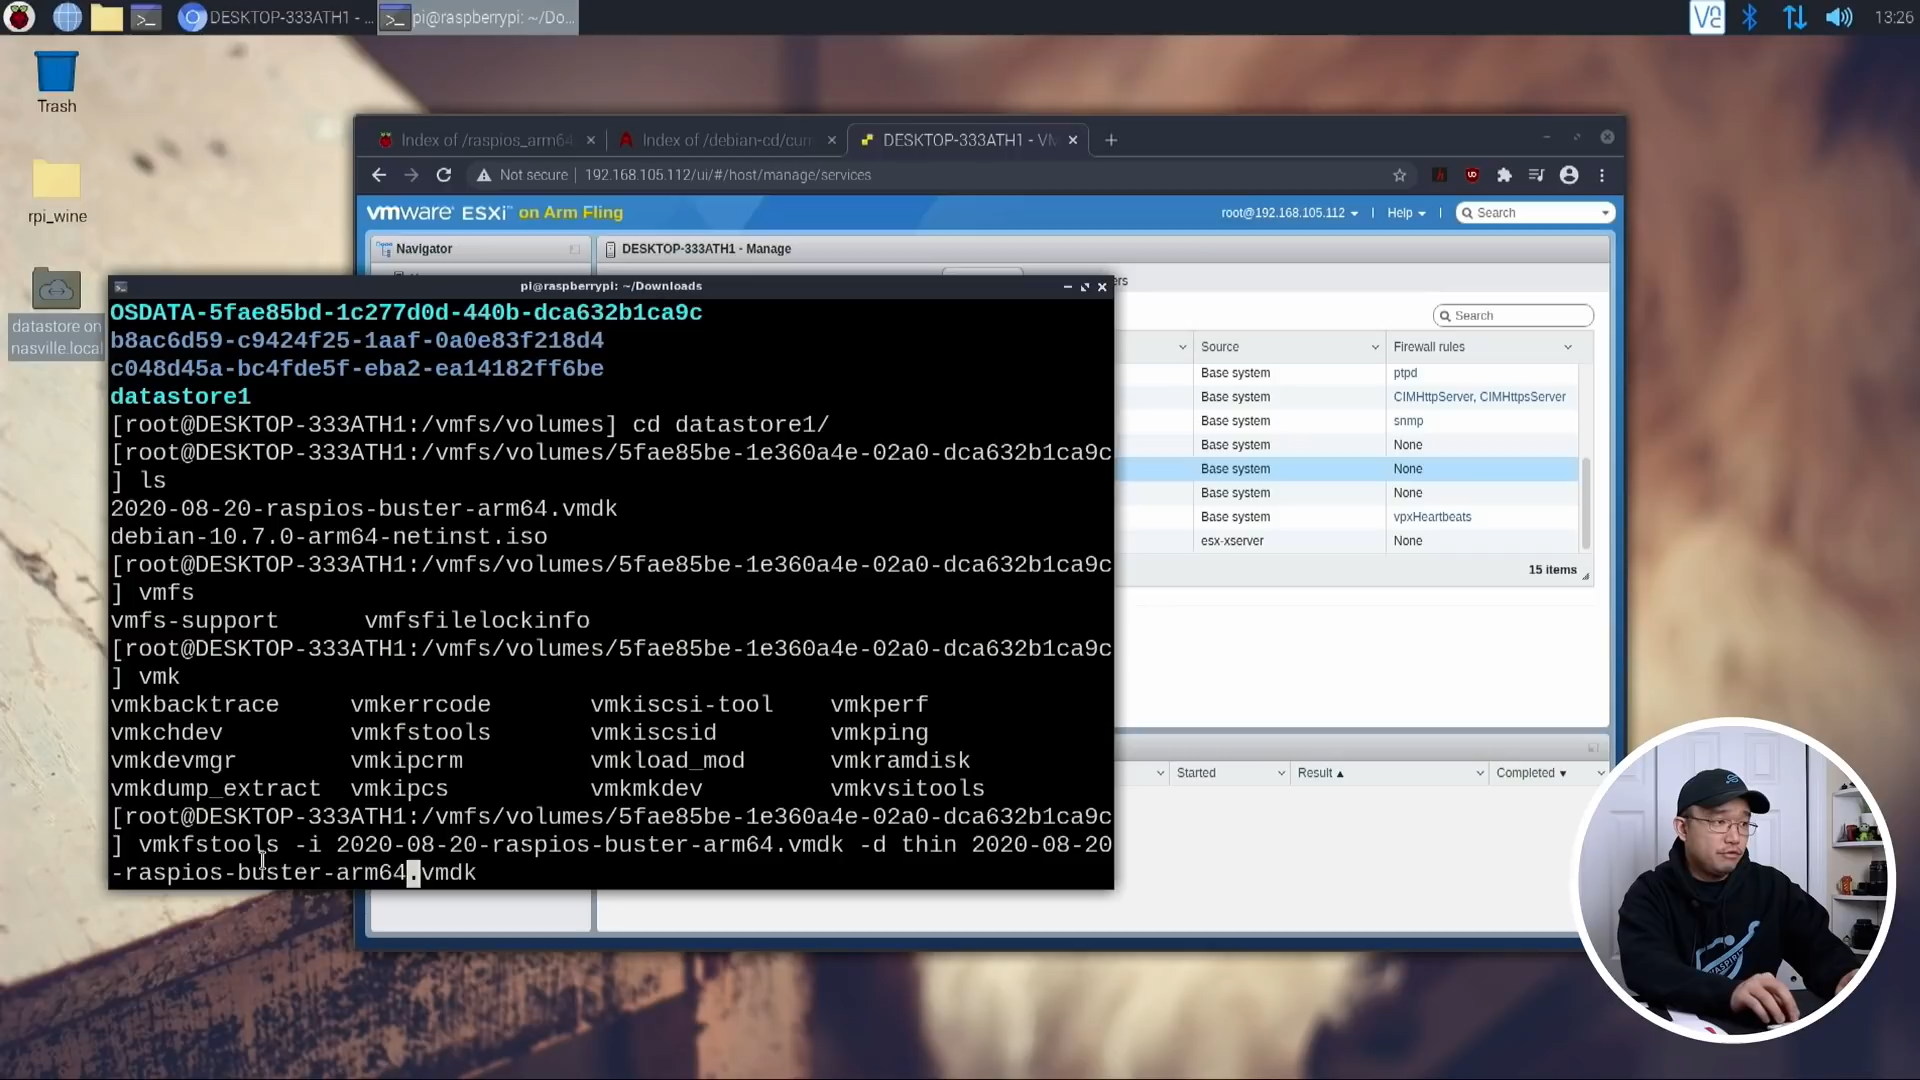 DESKTOP-333ATH1 - ...
pi@raspberrypi: ~/Do...
13:26
Trash
rpi_wine
datastore on
nasville.local
Index of /raspios_arm64
Index of /debian-cd/curr
DESKTOP-333ATH1 - VM
Not secure | 192.168.105.112/ui/#/host/manage/services
vmware ESXi™ on Arm Fling
root@192.168.105.112 | Help | Search
Navigator
DESKTOP-333ATH1 - Manage
ers
Search
Source
Firewall rules
Base system ptpd
Base system CIMHttpServer, CIMHttpsServer
Base system snmp
Base system None
Base system None
Base system None
Base system vpxHeartbeats
esx-xserver None
15 items
Started
Result
Completed
pi@raspberrypi: ~/Downloads
OSDATA-5fae85bd-1c277d0d-440b-dca632b1ca9c
b8ac6d59-c9424f25-1aaf-0a0e83f218d4
c048d45a-bc4fde5f-eba2-ea14182ff6be
datastore1
[root@DESKTOP-333ATH1:/vmfs/volumes] cd datastore1/
[root@DESKTOP-333ATH1:/vmfs/volumes/5fae85be-1e360a4e-02a0-dca632b1ca9c
] ls
2020-08-20-raspios-buster-arm64.vmdk
debian-10.7.0-arm64-netinst.iso
[root@DESKTOP-333ATH1:/vmfs/volumes/5fae85be-1e360a4e-02a0-dca632b1ca9c
] vmfs
vmfs-support vmfsfilelockinfo
[root@DESKTOP-333ATH1:/vmfs/volumes/5fae85be-1e360a4e-02a0-dca632b1ca9c
] vmk
vmkbacktrace vmkerrcode vmkiscsi-tool vmkperf
vmkchdev vmkfstools vmkiscsid vmkping
vmkdevmgr vmkipcrm vmkload_mod vmkramdisk
vmkdump_extract vmkipcs vmkmkdev vmkvsitools
[root@DESKTOP-333ATH1:/vmfs/volumes/5fae85be-1e360a4e-02a0-dca632b1ca9c
] vmkfstools -i 2020-08-20-raspios-buster-arm64.vmdk -d thin 2020-08-20
-raspios-buster-arm64.vmdk